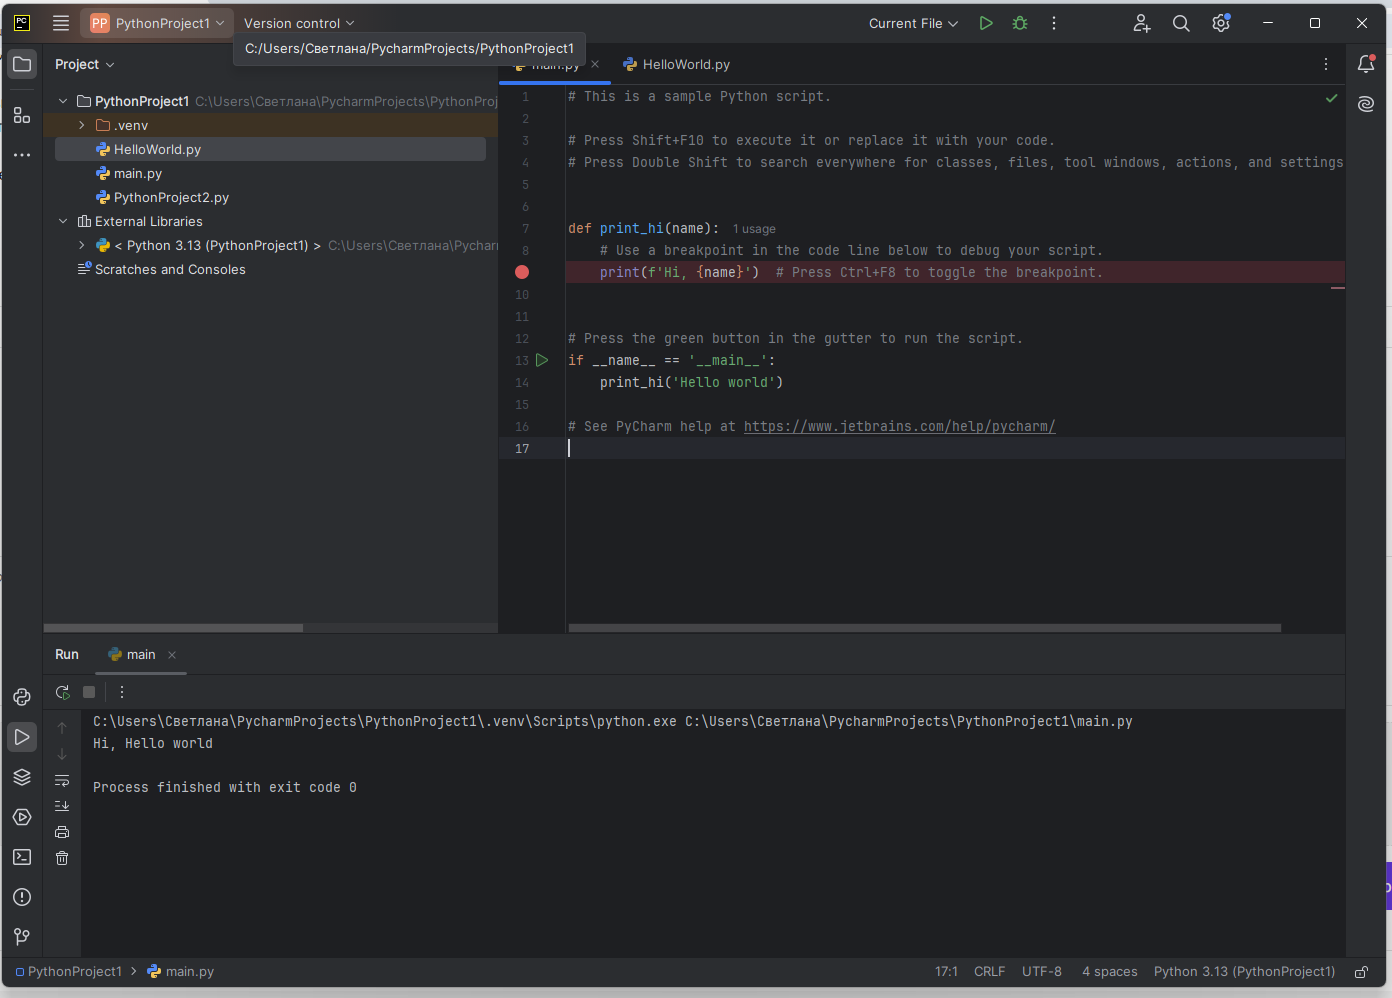 PC
PP PythonProject1
Version control
Current File
C:/Users/Светлана/PycharmProjects/PythonProject1
Project
main.py
HelloWorld.py
PythonProject1 C:\Users\Светлана\PycharmProjects\PythonProj
.venv
HelloWorld.py
main.py
PythonProject2.py
External Libraries
< Python 3.13 (PythonProject1) > C:\Users\Светлана\Pychar
Scratches and Consoles
1 # This is a sample Python script.
2
3 # Press Shift+F10 to execute it or replace it with your code.
4 # Press Double Shift to search everywhere for classes, files, tool windows, actions, and settings
5
6
7 def print_hi(name): 1 usage
8 # Use a breakpoint in the code line below to debug your script.
print(f'Hi, {name}') # Press Ctrl+F8 to toggle the breakpoint.
10
11
12 # Press the green button in the gutter to run the script.
13 if __name__ == '__main__':
14 print_hi('Hello world')
15
16 # See PyCharm help at https://www.jetbrains.com/help/pycharm/
17
Run
main
C:\Users\Светлана\PycharmProjects\PythonProject1\.venv\Scripts\python.exe C:\Users\Светлана\PycharmProjects\PythonProject1\main.py
Hi, Hello world
Process finished with exit code 0
PythonProject1 > main.py
17:1 CRLF UTF-8 4 spaces Python 3.13 (PythonProject1)